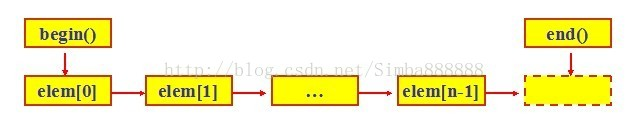 begin()
end()
http://blog.csdn.net/Simba888888
elem[0]
elem[1]
...
elem[n-1]